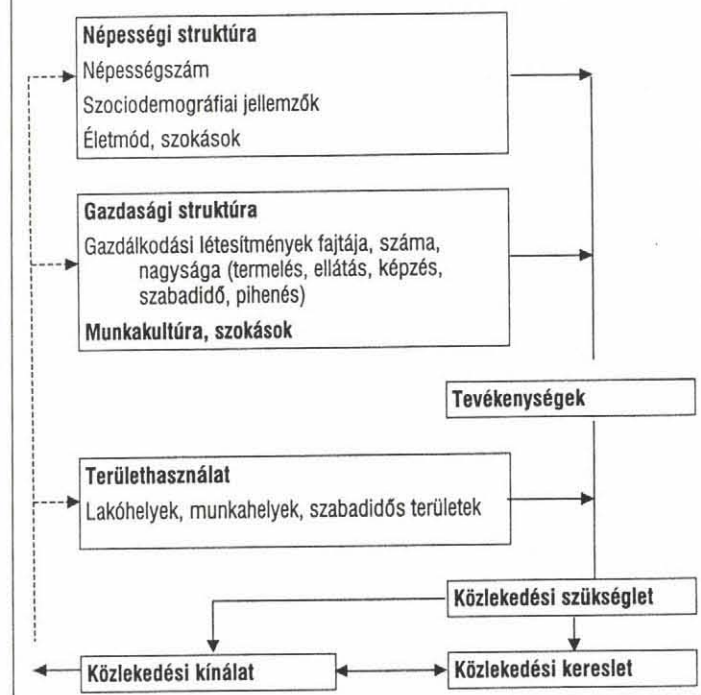 Népességi struktúra
Népességszám
Szociodemográfiai jellemzők
Életmód, szokások
Gazdasági struktúra
Gazdálkodási létesítmények fajtája, száma,
nagysága (termelés, ellátás, képzés,
szabadidő, pihenés)
Munkakultúra, szokások
Tevékenységek
Területhasználat
Lakóhelyek, munkahelyek, szabadidős területek
Közlekedési szükséglet
Közlekedési kínálat
Közlekedési kereslet